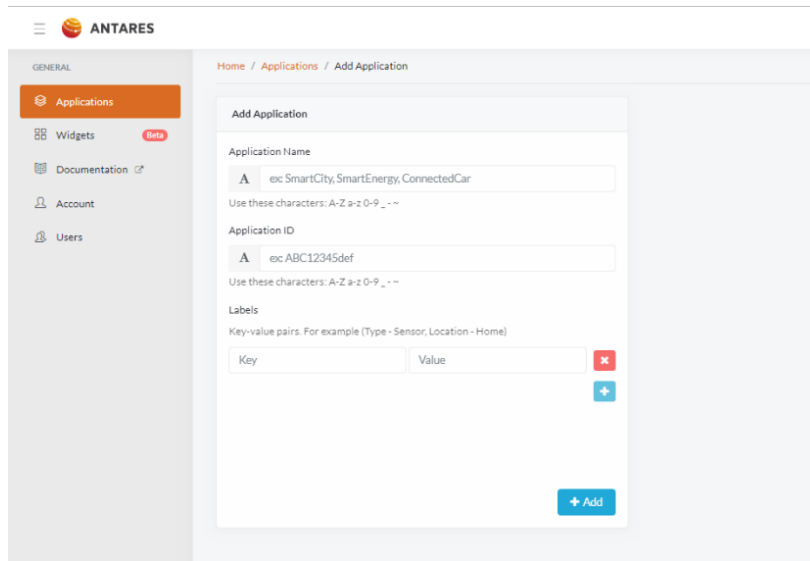 ANTARES
GENERAL
Applications
Widgets Beta
Documentation
Account
Users
Home / Applications / Add Application
Add Application
Application Name
A ex: SmartCity, SmartEnergy, ConnectedCar
Use these characters: A-Z a-z 0-9 _ - ~
Application ID
A ex: ABC12345def
Use these characters: A-Z a-z 0-9 _ - ~
Labels
Key-value pairs. For example (Type - Sensor, Location - Home)
Key Value
+ Add